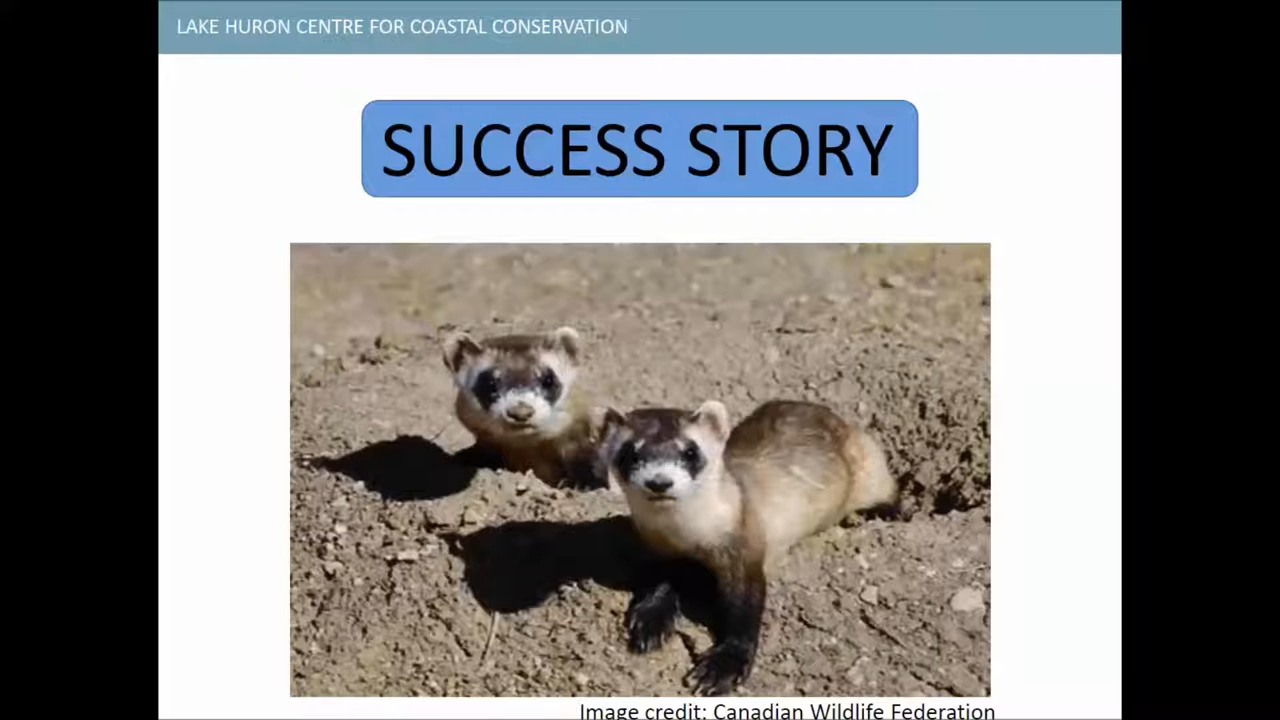 LAKE HURON CENTRE FOR COASTAL CONSERVATION
SUCCESS STORY
Image credit: Canadian Wildlife Federation